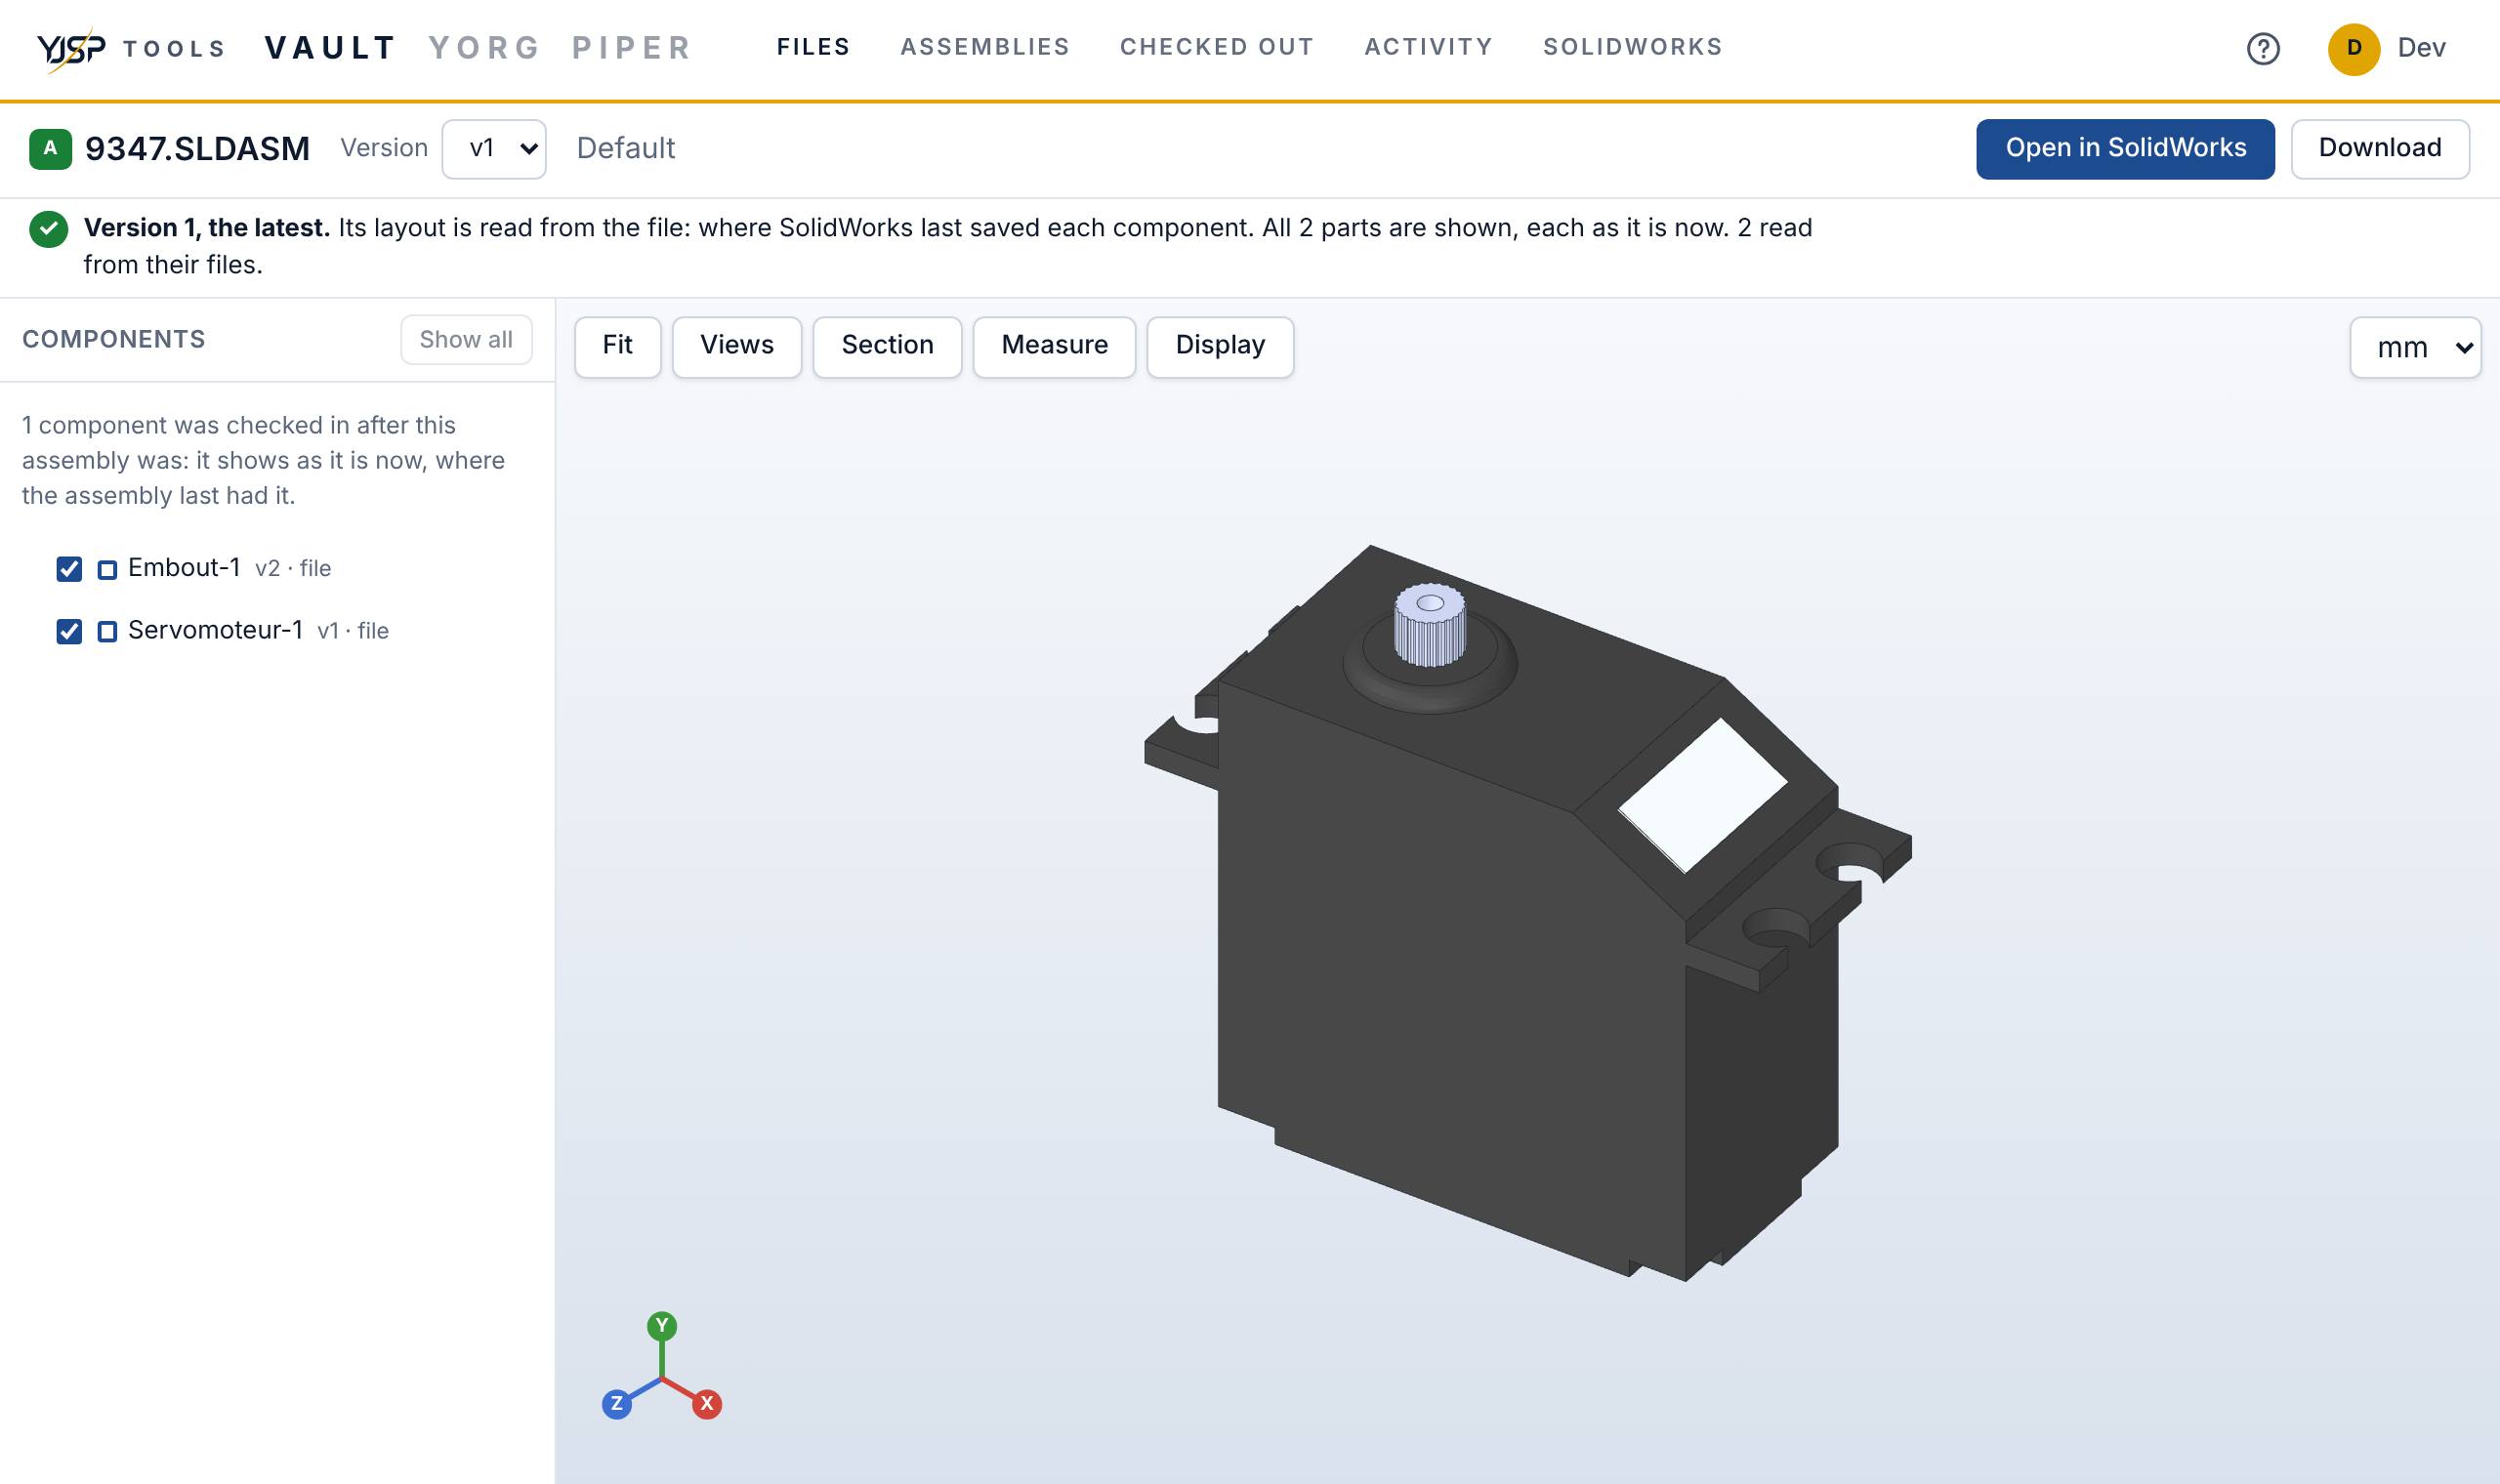 YJSP TOOLS VAULT YORG PIPER FILES ASSEMBLIES CHECKED OUT ACTIVITY SOLIDWORKS ? D Dev
A 9347.SLDASM Version v1 Default Open in SolidWorks Download
Version 1, the latest. Its layout is read from the file: where SolidWorks last saved each component. All 2 parts are shown, each as it is now. 2 read
from their files.
COMPONENTS Show all
Fit Views Section Measure Display mm
1 component was checked in after this
assembly was: it shows as it is now, where
the assembly last had it.
Embout-1 v2 · file
Servomoteur-1 v1 · file
Y
Z X